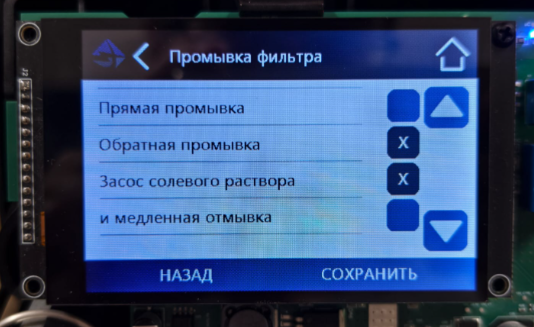 Промывка фильтра
Прямая промывка
Обратная промывка X
Засос солевого раствора X
и медленная отмывка
НАЗАД СОХРАНИТЬ